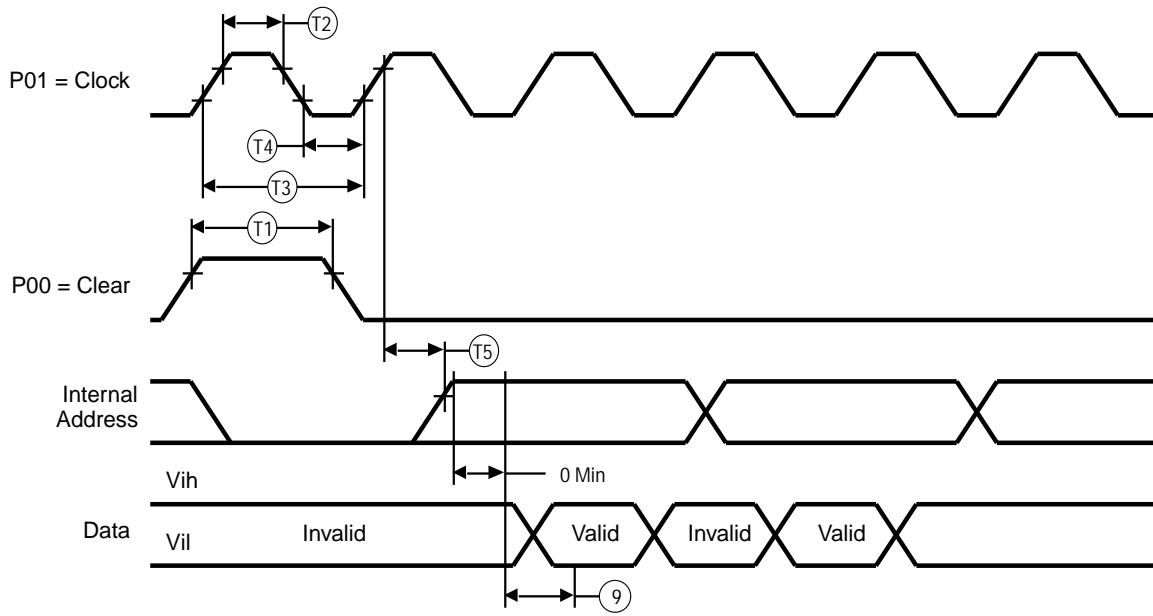 T2
P01 = Clock
T4
T3
T1
P00 = Clear
T5
Internal
Address
Vih
0 Min
Data
Vil
Invalid
Valid
Invalid
Valid
9